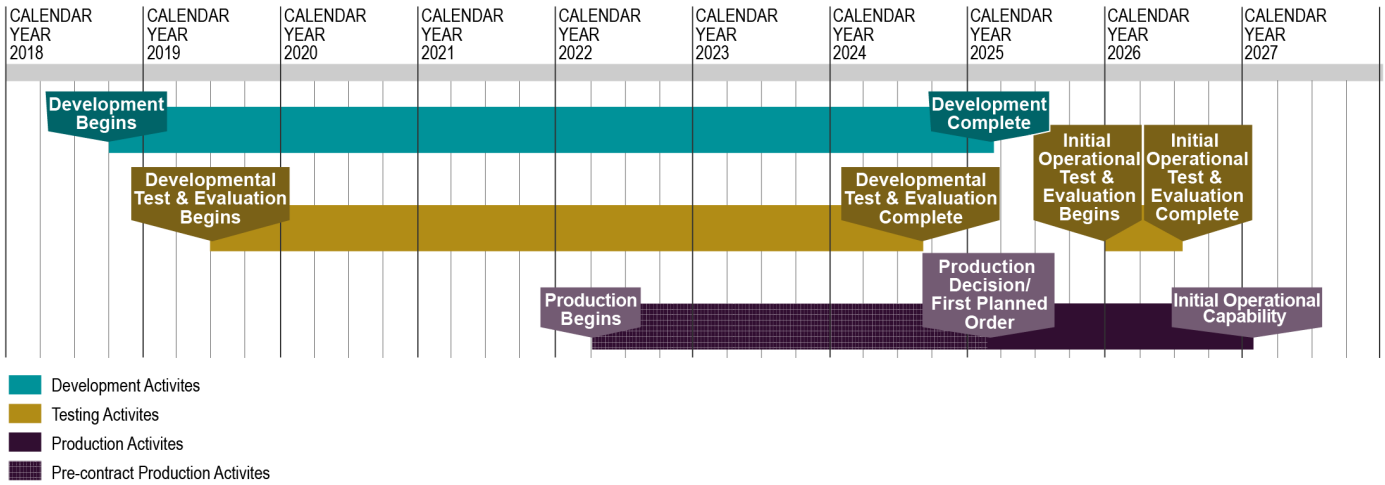 CALENDAR YEAR 2018
CALENDAR YEAR 2019
CALENDAR YEAR 2020
CALENDAR YEAR 2021
CALENDAR YEAR 2022
CALENDAR YEAR 2023
CALENDAR YEAR 2024
CALENDAR YEAR 2025
CALENDAR YEAR 2026
CALENDAR YEAR 2027
Development
Begins
Development
Complete
Developmental
Test & Evaluation
Begins
Developmental
Test & Evaluation
Complete
Initial
Operational
Test &
Evaluation
Begins
Initial
Operational
Test &
Evaluation
Complete
Production
Begins
Production
Decision/
First Planned
Order
Initial Operational
Capability
Development Activites
Testing Activites
Production Activites
Pre-contract Production Activites